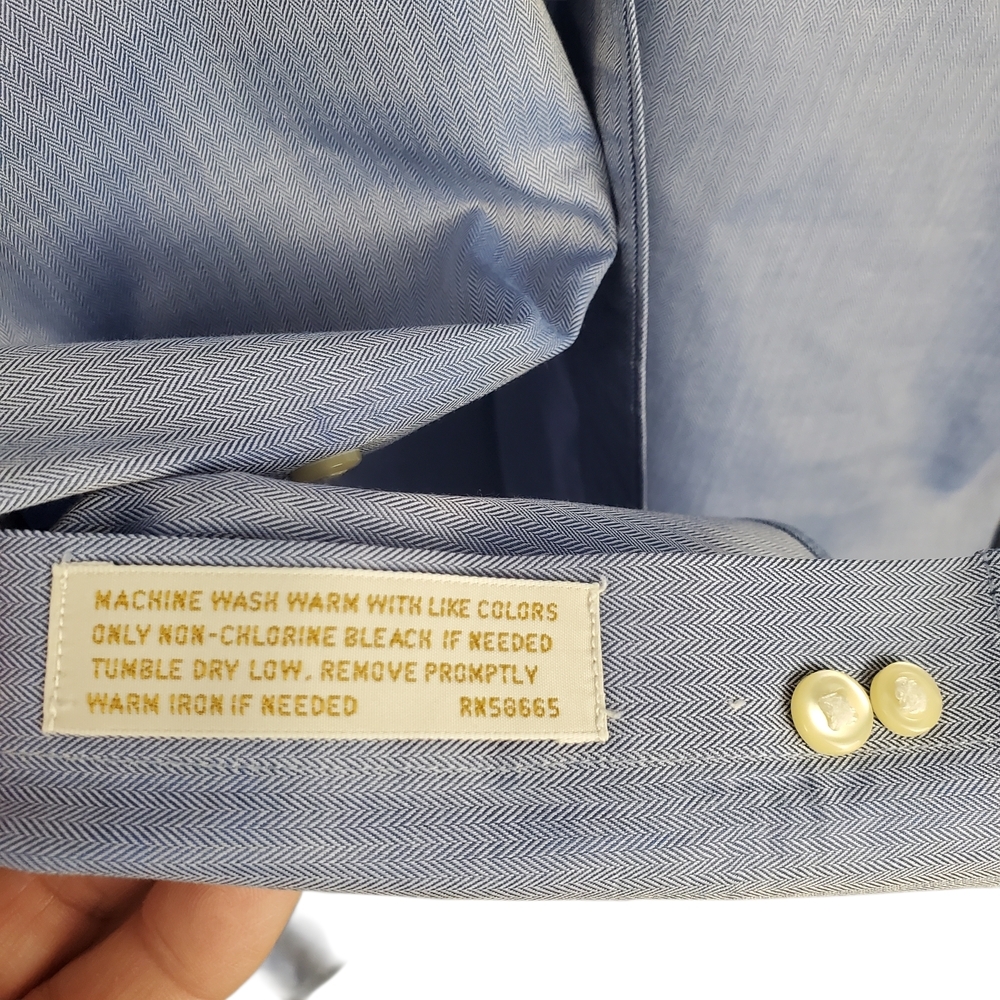 MACHINE WASH WARM WITH LIKE COLORS
ONLY NON-CHLORINE BLEACH IF NEEDED
TUMBLE DRY LOW. REMOVE PROMPTLY
WARM IRON IF NEEDED RN58665